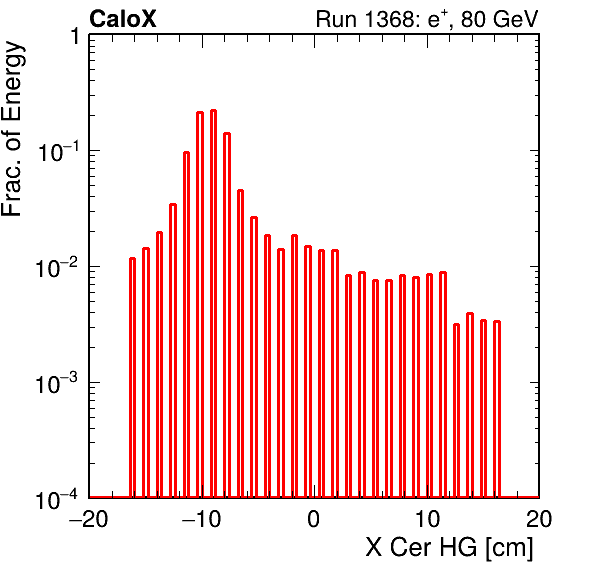 CaloX Run 1368: e⁺, 80 GeV
Frac. of Energy
1
10⁻¹
10⁻²
10⁻³
10⁻⁴
−20 −10 0 10 20
X Cer HG [cm]